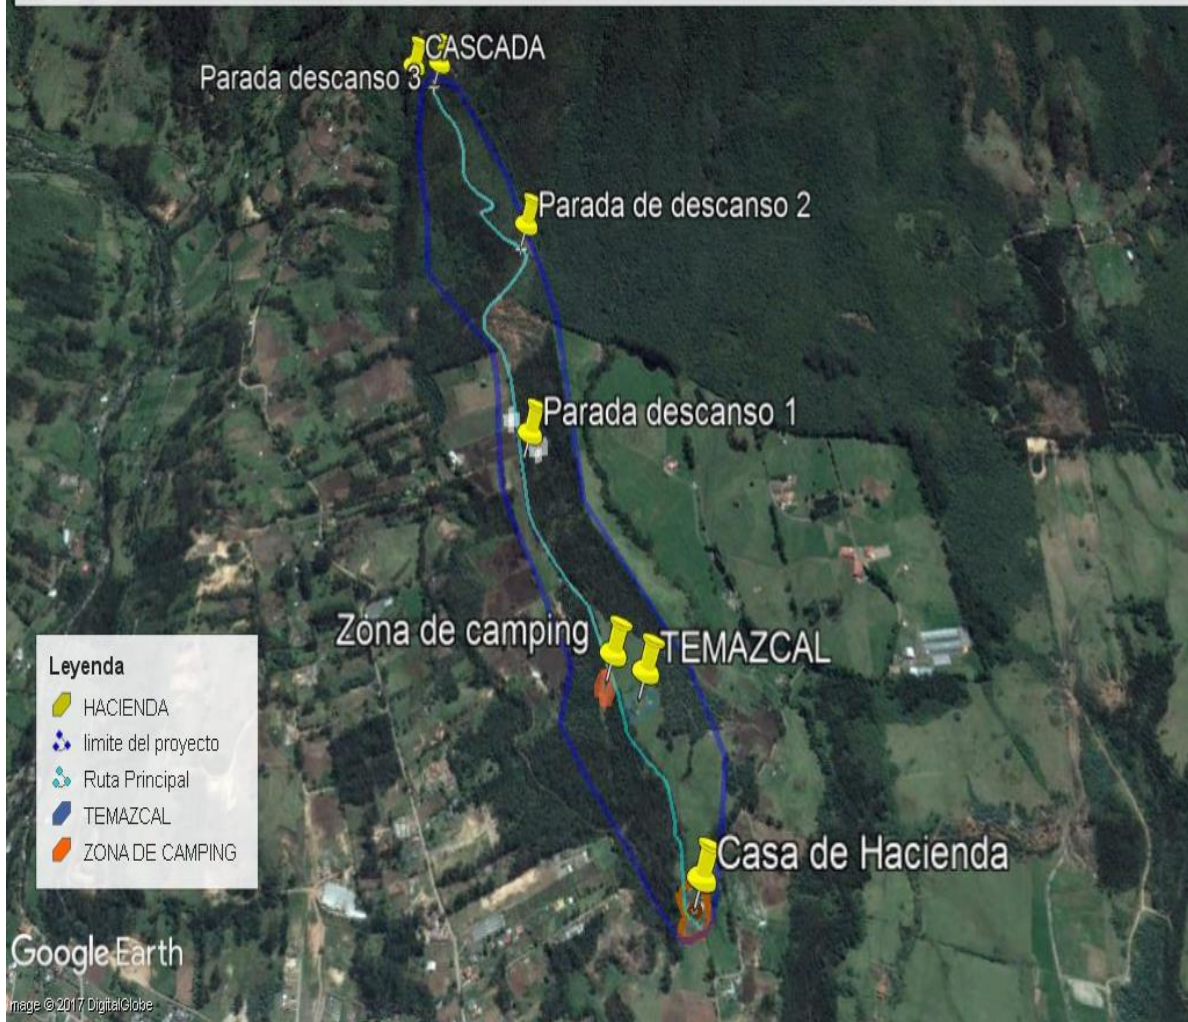 CASCADA
Parada descanso 3
Parada de descanso 2
Parada descanso 1
Zona de camping
TEMAZCAL
Casa de Hacienda
Leyenda
HACIENDA
limite del proyecto
Ruta Principal
TEMAZCAL
ZONA DE CAMPING
Google Earth
mage © 2017 DigitalGlobe